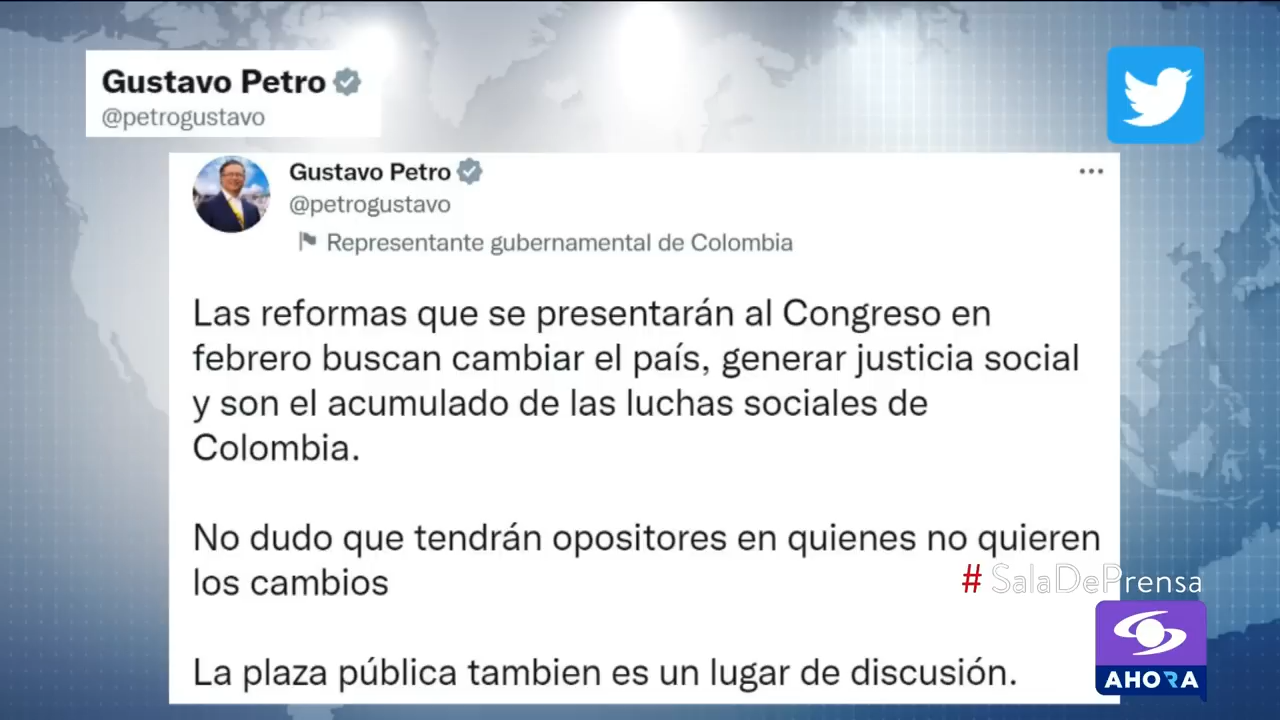 Gustavo Petro
@petrogustavo
Gustavo Petro
@petrogustavo
Representante gubernamental de Colombia
Las reformas que se presentarán al Congreso en
febrero buscan cambiar el país, generar justicia social
y son el acumulado de las luchas sociales de
Colombia.
No dudo que tendrán opositores en quienes no quieren
los cambios
La plaza pública tambien es un lugar de discusión.
# SalaDePrensa
AHORA